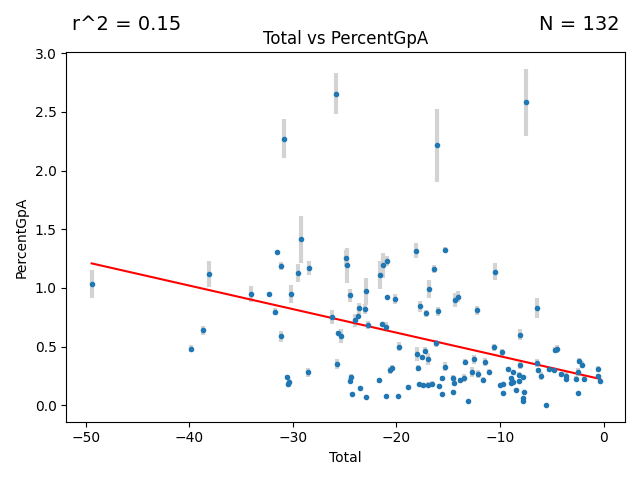 r^2 = 0.15
N = 132
Total vs PercentGpA
3.0
2.5
2.0
1.5
1.0
0.5
0.0
PercentGpA
−50
−40
−30
−20
−10
0
Total